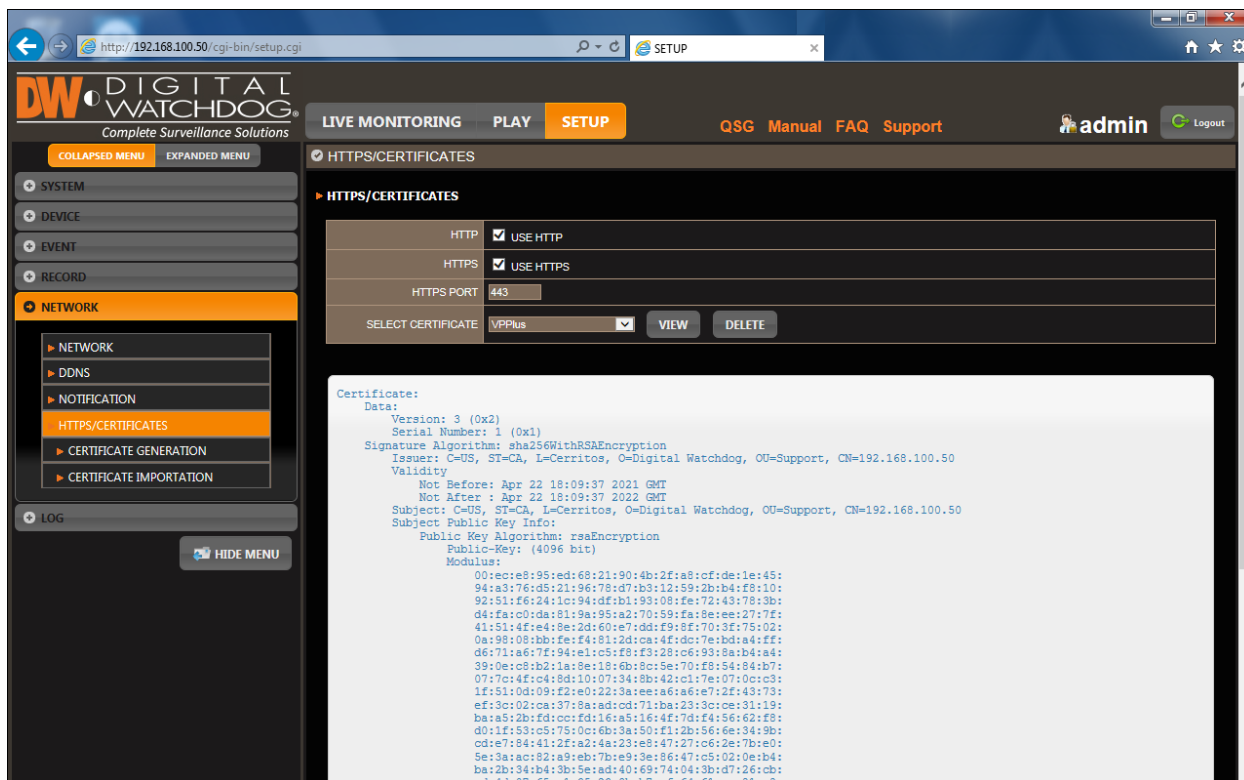 http://192.168.100.50/cgi-bin/setup.cgi
SETUP
DW DIGITAL WATCHDOG®
Complete Surveillance Solutions
LIVE MONITORING PLAY SETUP QSG Manual FAQ Support admin Logout
COLLAPSED MENU EXPANDED MENU
SYSTEM
DEVICE
EVENT
RECORD
NETWORK
NETWORK
DDNS
NOTIFICATION
HTTPS/CERTIFICATES
CERTIFICATE GENERATION
CERTIFICATE IMPORTATION
LOG
HIDE MENU
HTTPS/CERTIFICATES
HTTPS/CERTIFICATES
HTTP USE HTTP
HTTPS USE HTTPS
HTTPS PORT 443
SELECT CERTIFICATE VPPlus VIEW DELETE
Certificate:
Data:
Version: 3 (0x2)
Serial Number: 1 (0x1)
Signature Algorithm: sha256WithRSAEncryption
Issuer: C=US, ST=CA, L=Cerritos, O=Digital Watchdog, OU=Support, CN=192.168.100.50
Validity
Not Before: Apr 22 18:09:37 2021 GMT
Not After : Apr 22 18:09:37 2022 GMT
Subject: C=US, ST=CA, L=Cerritos, O=Digital Watchdog, OU=Support, CN=192.168.100.50
Subject Public Key Info:
Public Key Algorithm: rsaEncryption
Public-Key: (4096 bit)
Modulus:
00:ec:e8:95:ed:68:21:90:4b:2f:a8:cf:de:1e:45:
94:a3:76:d5:21:96:78:d7:b3:12:59:2b:b4:f8:10:
92:51:f6:24:1c:94:df:b1:93:08:fe:72:43:78:3b:
d4:fa:c0:da:81:9a:95:a2:70:59:fa:8e:ee:27:7f:
41:51:4f:e4:8e:2d:60:e7:dd:f9:8f:70:3f:75:02:
0a:98:08:bb:fe:f4:81:2d:ca:4f:dc:7e:bd:a4:ff:
d6:71:a6:7f:94:e1:c5:f8:f3:28:c6:93:8a:b4:a4:
39:0e:c8:b2:1a:8e:18:6b:8c:5e:70:f8:54:84:b7:
07:7c:4f:c4:8d:10:07:34:8b:42:c1:7e:07:0c:c3:
1f:51:0d:09:f2:e0:22:3a:ee:a6:a6:e7:2f:43:73:
ef:3c:02:ca:37:8a:ad:cd:71:ba:23:3c:ce:31:19:
ba:a5:2b:fd:cc:fd:16:a5:16:4f:7d:f4:56:62:f8:
d0:1f:53:c5:75:0c:6b:3a:50:f1:2b:56:6e:34:9b:
cd:e7:84:41:2f:a2:4a:23:e8:47:27:c6:2e:7b:e0:
5e:3a:ac:82:a9:eb:7b:e9:3e:86:47:c5:02:0e:b4:
ba:2b:34:b4:3b:5e:ad:40:69:74:04:3b:d7:26:cb: